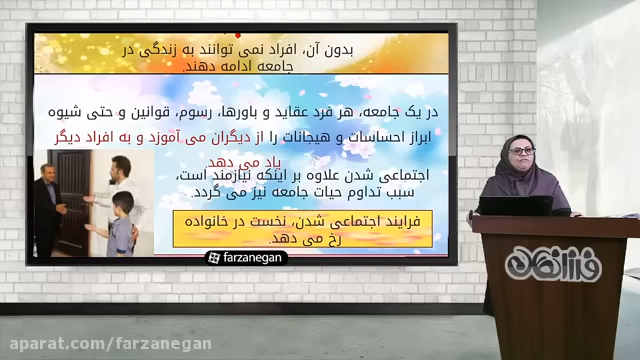 بدون آن، افراد نمی توانند به زندگی در
جامعه ادامه دهند.
در یک جامعه، هر فرد عقاید و باورها، رسوم، قوانین و حتی شیوه
ابراز احساسات و هیجانات را از دیگران می آموزد و به افراد دیگر
یاد می دهد.
اجتماعی شدن علاوه بر اینکه نیازمند است،
سبب تداوم حیات جامعه نیز می گردد.
فرایند اجتماعی شدن، نخست در خانواده
رخ می دهد.
farzanegan
فرزانگان
aparat.com/farzanegan